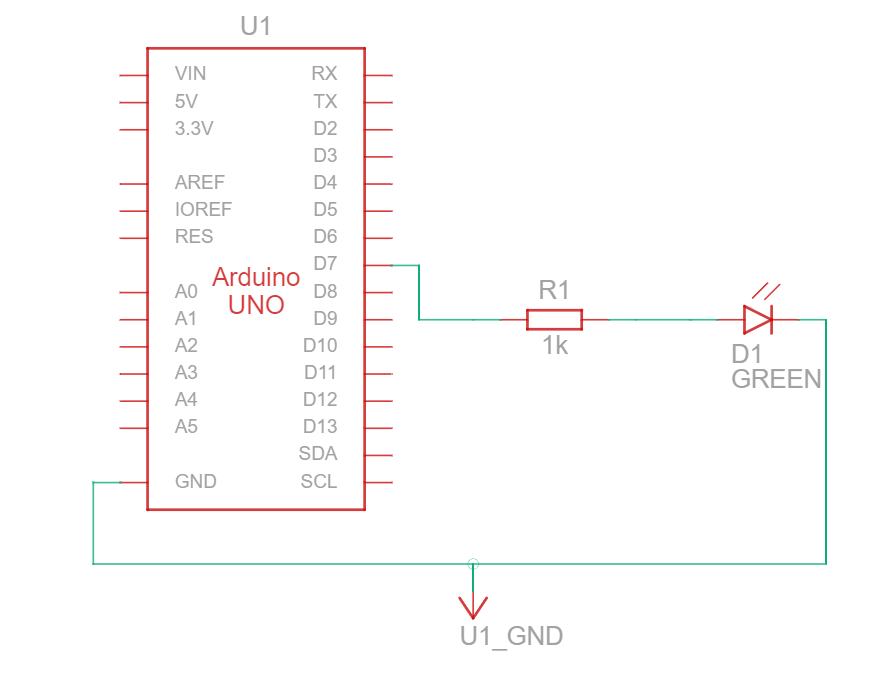 U1
VIN
5V
3.3V
AREF
IOREF
RES
A0
A1
A2
A3
A4
A5
GND
Arduino
UNO
RX
TX
D2
D3
D4
D5
D6
D7
D8
D9
D10
D11
D12
D13
SDA
SCL
R1
1k
D1
GREEN
U1_GND